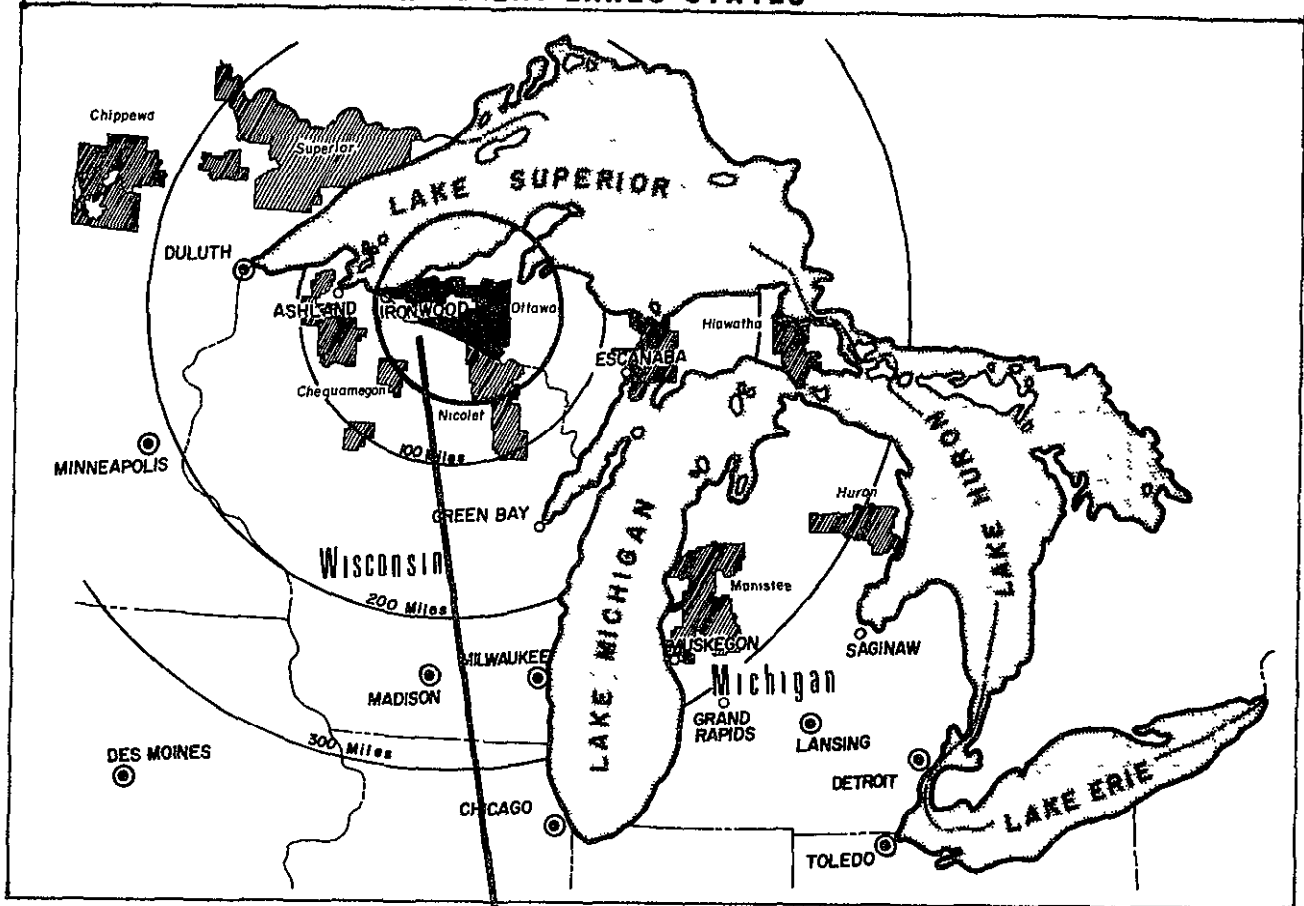 LAKES STATES
Chippewa
Superior
LAKE SUPERIOR
DULUTH
ASHLAND
IRONWOOD
Ottawa
Hiawatha
ESCANABA
Chequamegon
Nicolet
100 Miles
MINNEAPOLIS
GREEN BAY
LAKE HURON
Huron
Wisconsin
LAKE MICHIGAN
Manistee
200 Miles
MUSKEGON
SAGINAW
MILWAUKEE
MADISON
Michigan
GRAND
RAPIDS
LANSING
300 Miles
DES MOINES
DETROIT
LAKE ERIE
CHICAGO
TOLEDO